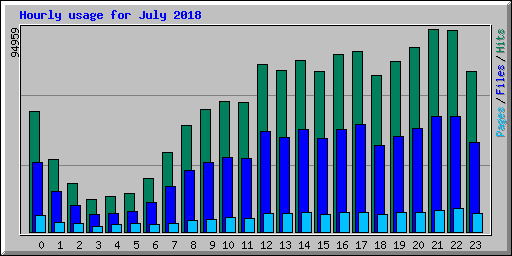 Hourly usage for July 2018
94959
Pages / Files / Hits
0 1 2 3 4 5 6 7 8 9 10 11 12 13 14 15 16 17 18 19 20 21 22 23